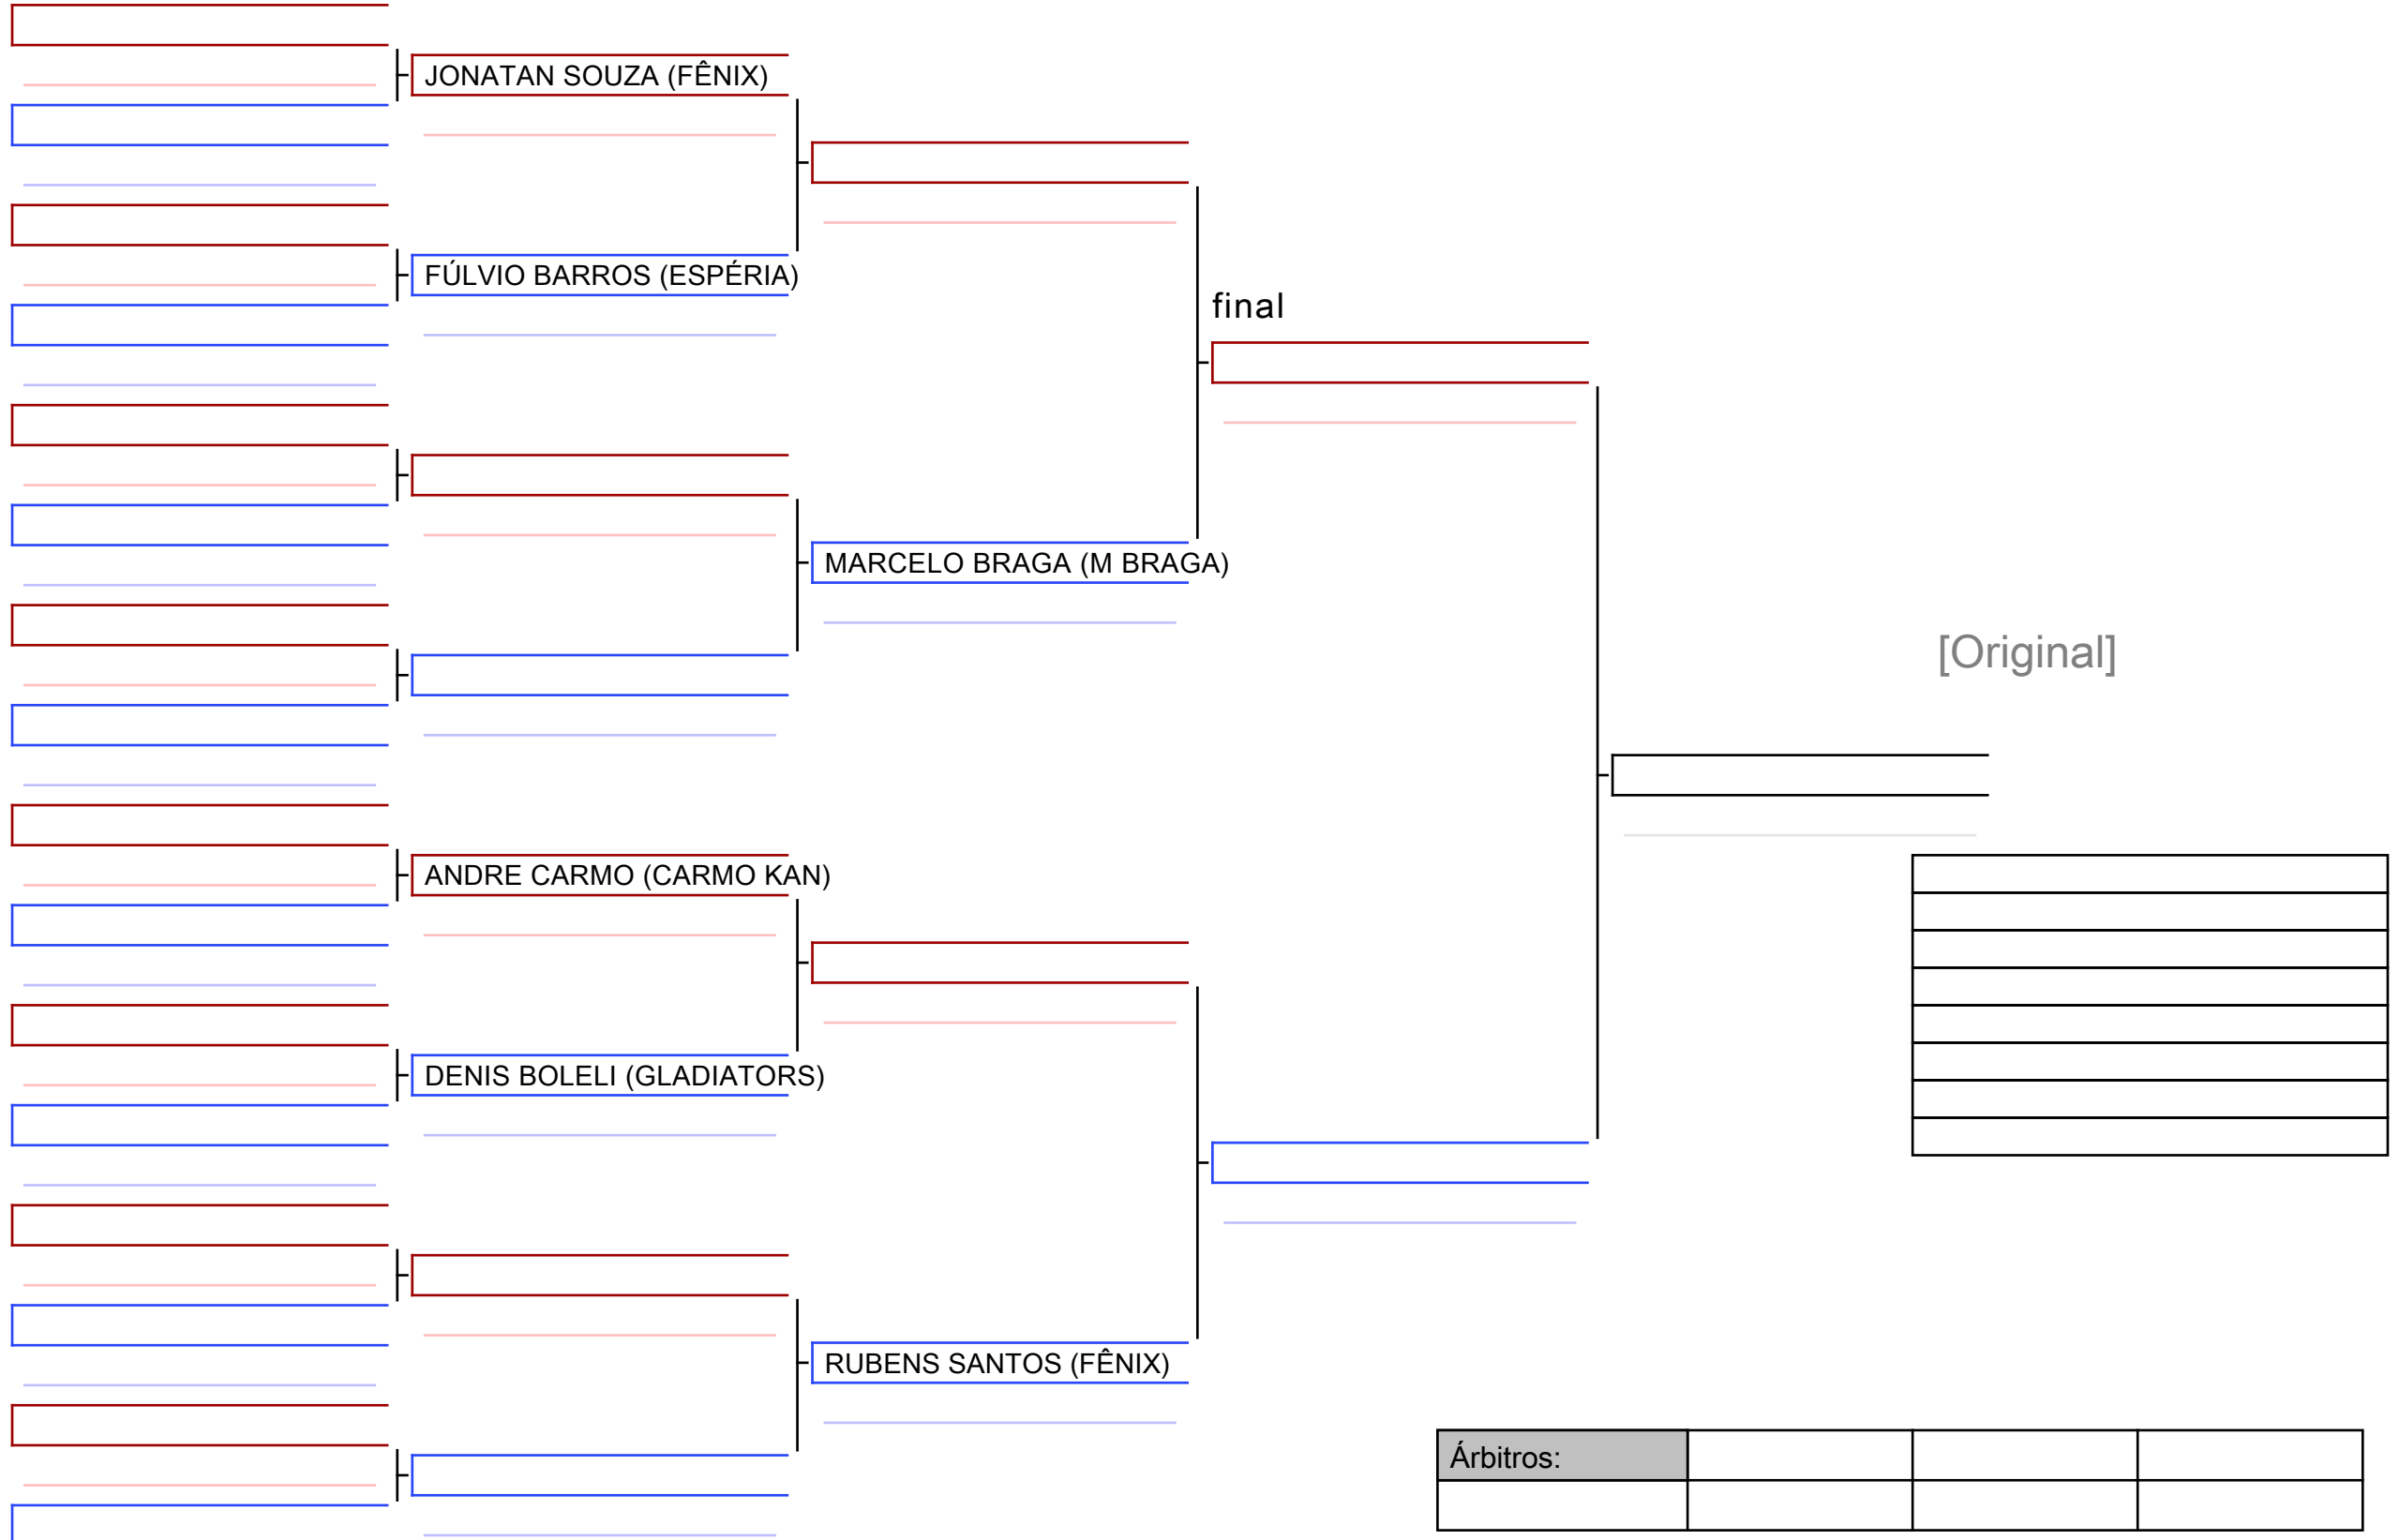 JONATAN SOUZA (FÊNIX)
FÚLVIO BARROS (ESPÉRIA)
final
MARCELO BRAGA (M BRAGA)
[Original]
ANDRE CARMO (CARMO KAN)
DENIS BOLELI (GLADIATORS)
RUBENS SANTOS (FÊNIX)
Árbitros: